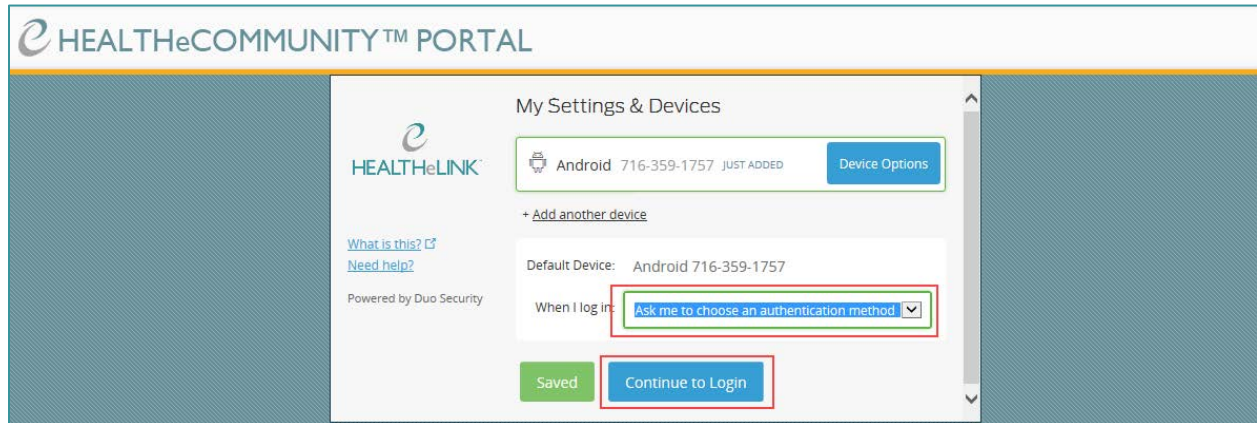 HEALTHeCOMMUNITY™ PORTAL
HEALTHeLINK
What is this?
Need help?
Powered by Duo Security
My Settings & Devices
Android 716-359-1757 JUST ADDED Device Options
+ Add another device
Default Device: Android 716-359-1757
When I log in: Ask me to choose an authentication method
Saved Continue to Login